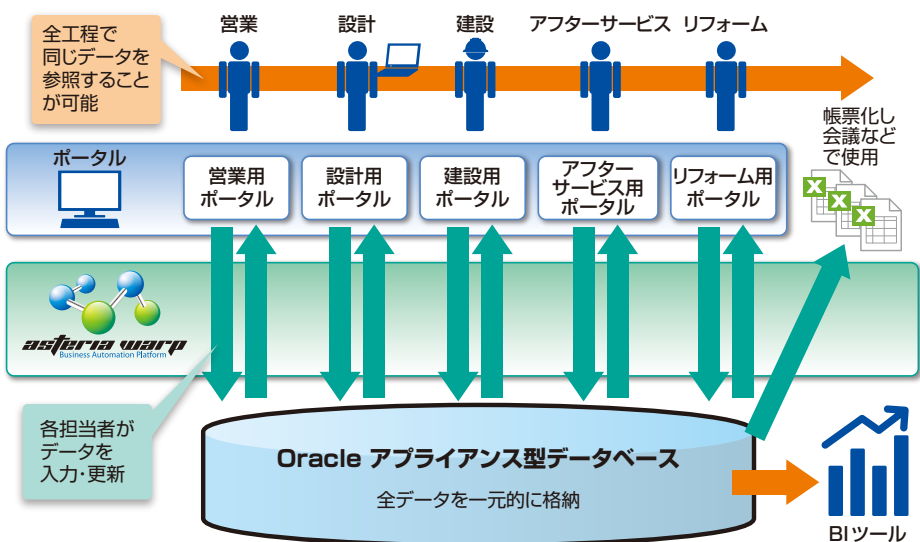 全工程で
同じデータを
参照すること
が可能
営業
設計
建設
アフターサービス
リフォーム
帳票化し
会議など
で使用
ポータル
営業用
ポータル
設計用
ポータル
建設用
ポータル
アフター
サービス用
ポータル
リフォーム用
ポータル
X
X
X
asteria warp
Business Automation Platform
各担当者が
データを
入力・更新
Oracle アプライアンス型データベース
全データを一元的に格納
BIツール